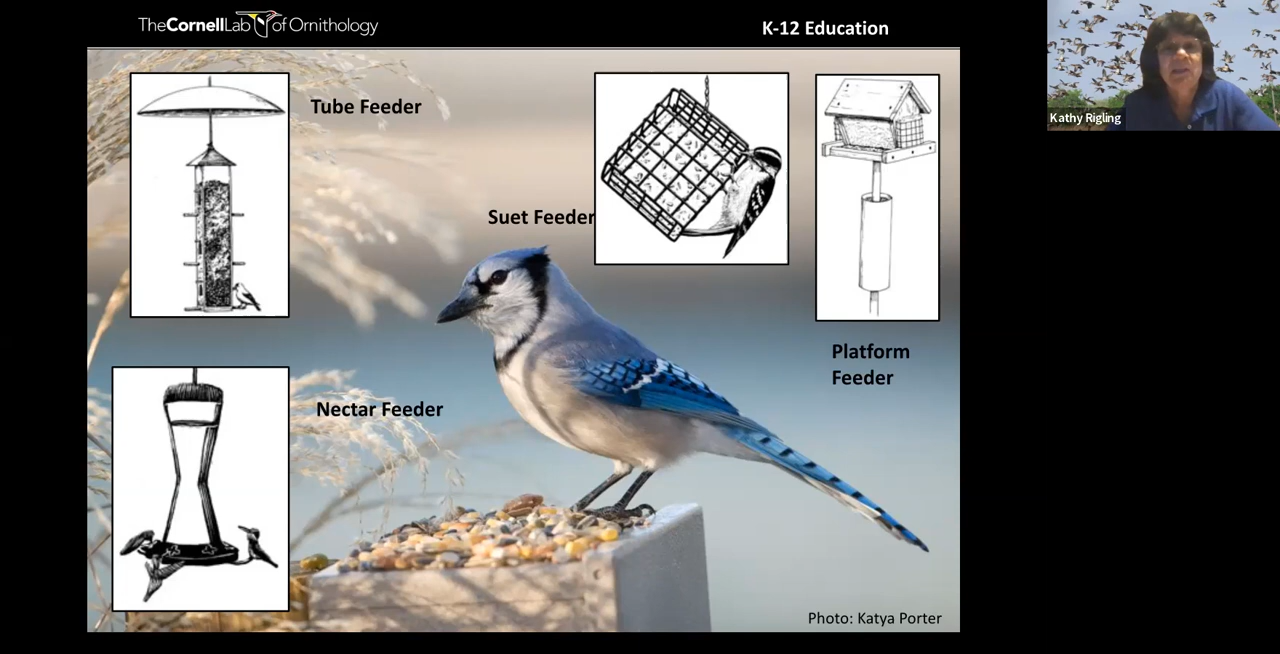 TheCornellLab of Ornithology
K-12 Education
Tube Feeder
Suet Feeder
Platform
Feeder
Nectar Feeder
Photo: Katya Porter
Kathy Rigling